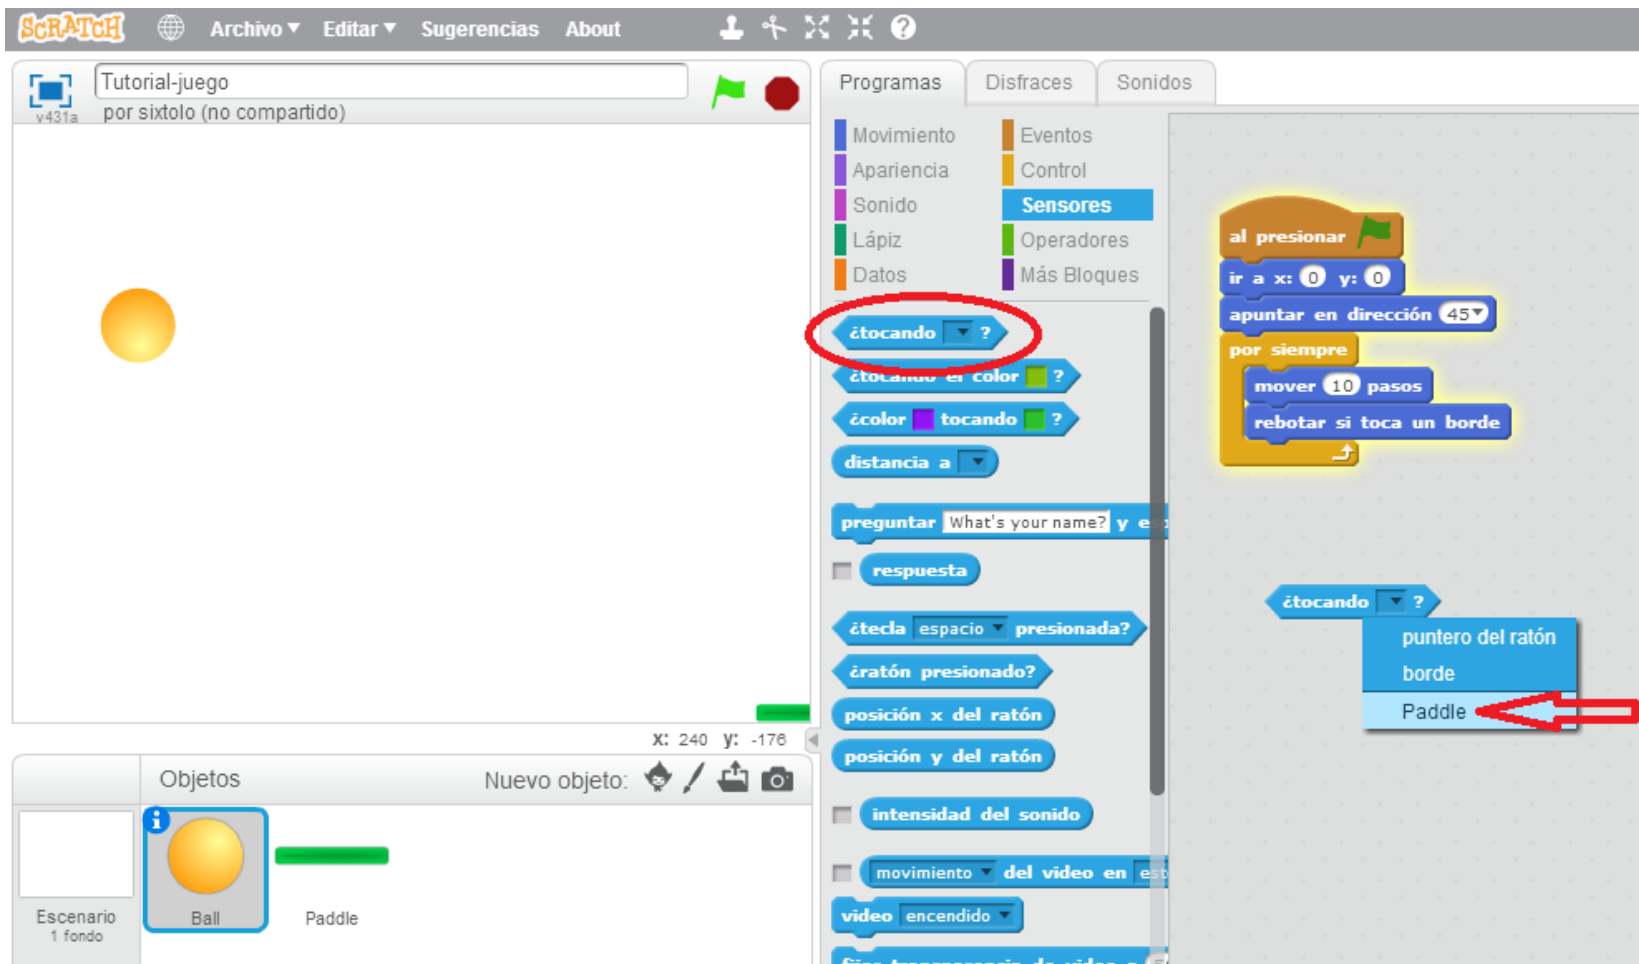 SCRATCH Archivo Editar Sugerencias About
Tutorial-juego
v431a por sixtolo (no compartido)
x: 240 y: -176
Objetos Nuevo objeto:
Escenario
1 fondo
Ball
Paddle
Programas Disfraces Sonidos
Movimiento Eventos
Apariencia Control
Sonido Sensores
Lápiz Operadores
Datos Más Bloques
¿tocando ?
¿tocando el color ?
¿color tocando ?
distancia a
preguntar What's your name? y
respuesta
¿tecla espacio presionada?
¿ratón presionado?
posición x del ratón
posición y del ratón
intensidad del sonido
movimiento del video en
video encendido
al presionar
ir a x: 0 y: 0
apuntar en dirección 45
por siempre
mover 10 pasos
rebotar si toca un borde
¿tocando ?
puntero del ratón
borde
Paddle